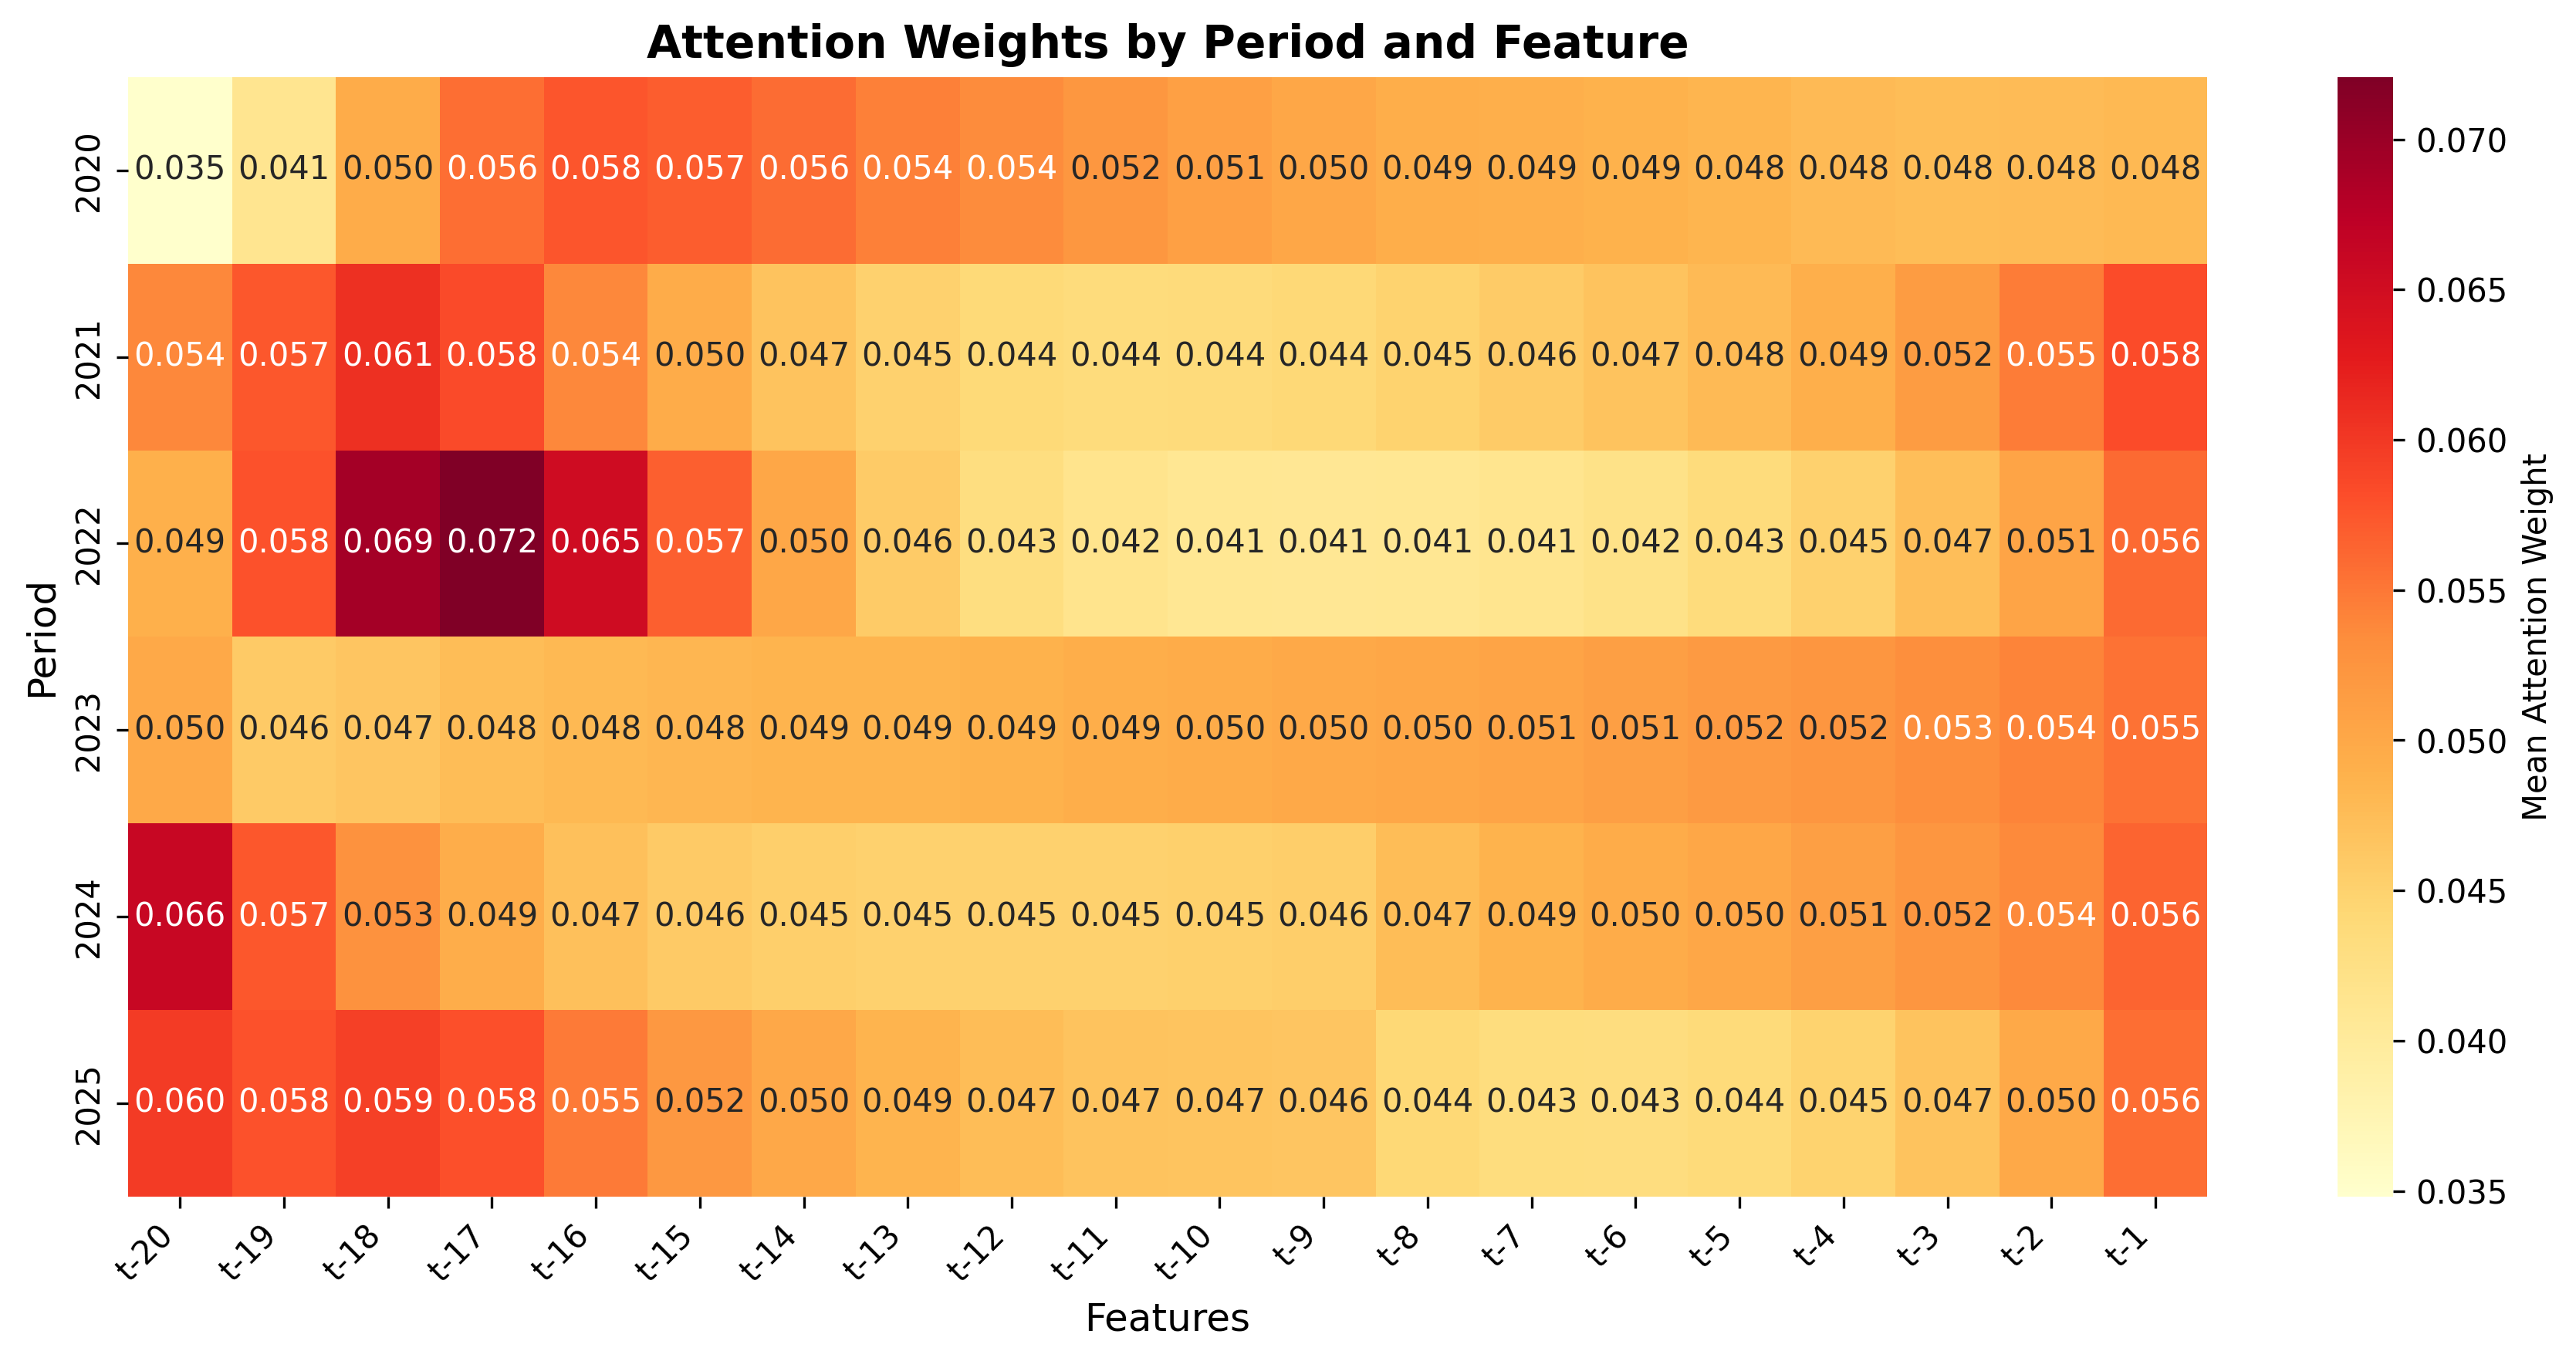 Attention Weights by Period and Feature
Period
2020
0.035 0.041 0.050 0.056 0.058 0.057 0.056 0.054 0.054 0.052 0.051 0.050 0.049 0.049 0.049 0.048 0.048 0.048 0.048 0.048
2021
0.054 0.057 0.061 0.058 0.054 0.050 0.047 0.045 0.044 0.044 0.044 0.044 0.045 0.046 0.047 0.048 0.049 0.052 0.055 0.058
2022
0.049 0.058 0.069 0.072 0.065 0.057 0.050 0.046 0.043 0.042 0.041 0.041 0.041 0.041 0.042 0.043 0.045 0.047 0.051 0.056
2023
0.050 0.046 0.047 0.048 0.048 0.048 0.049 0.049 0.049 0.049 0.050 0.050 0.050 0.051 0.051 0.052 0.052 0.053 0.054 0.055
2024
0.066 0.057 0.053 0.049 0.047 0.046 0.045 0.045 0.045 0.045 0.045 0.046 0.047 0.049 0.050 0.050 0.051 0.052 0.054 0.056
2025
0.060 0.058 0.059 0.058 0.055 0.052 0.050 0.049 0.047 0.047 0.047 0.046 0.044 0.043 0.043 0.044 0.045 0.047 0.050 0.056
t-20 t-19 t-18 t-17 t-16 t-15 t-14 t-13 t-12 t-11 t-10 t-9 t-8 t-7 t-6 t-5 t-4 t-3 t-2 t-1
Features
0.070
0.065
0.060
0.055
0.050
0.045
0.040
0.035
Mean Attention Weight